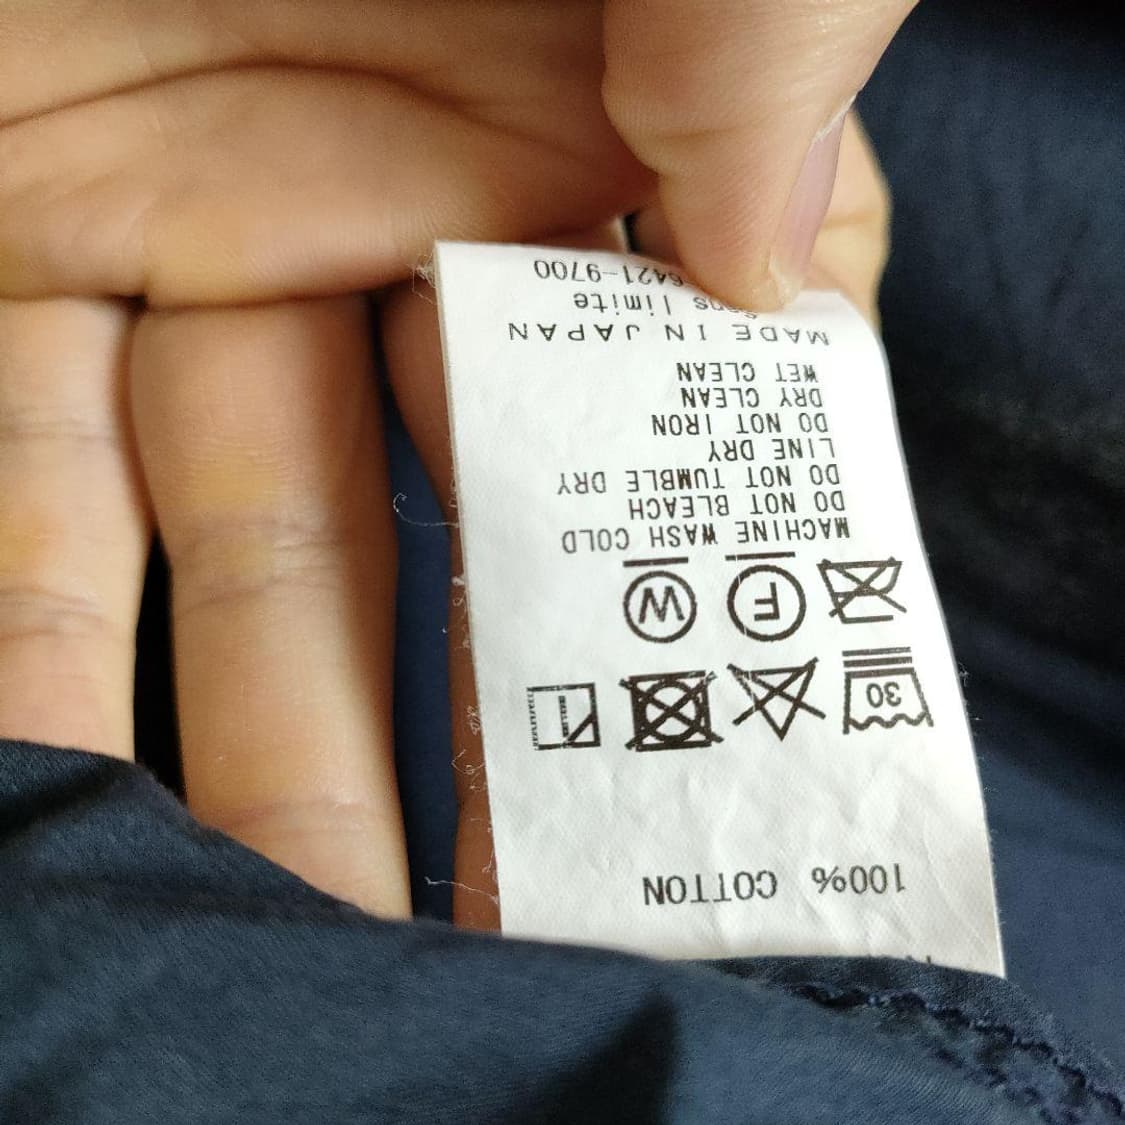 100% COTTON
30
F W
MACHINE WASH COLD
DO NOT BLEACH
DO NOT TUMBLE DRY
LINE DRY
DO NOT IRON
DRY CLEAN
WET CLEAN
MADE IN JAPAN
Sans limite
6421-9700